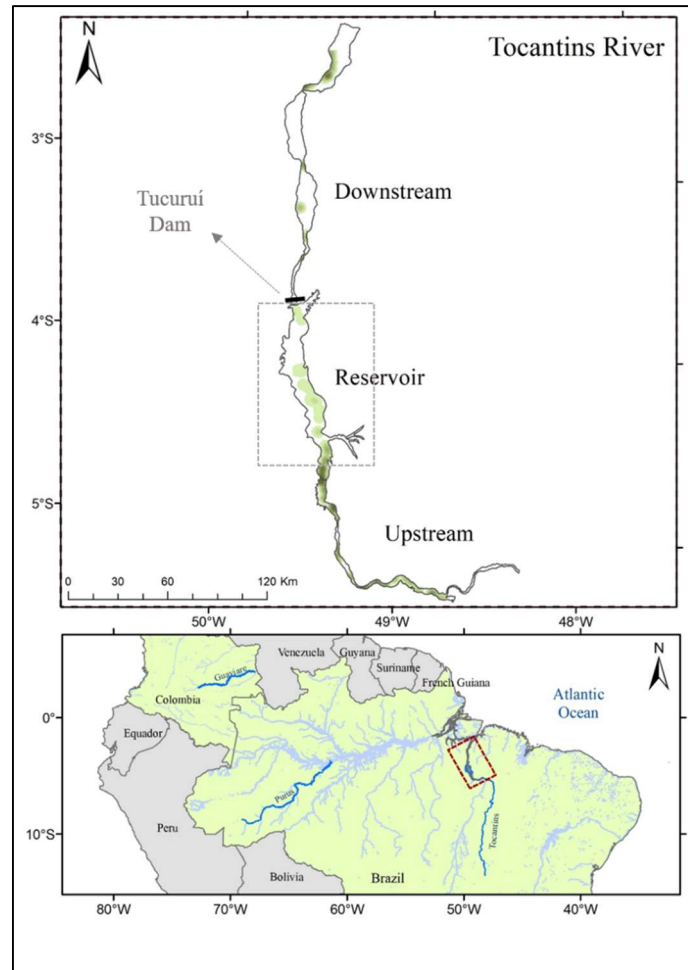 N
Tocantins River
3°S
Downstream
Tucuruí
Dam
4°S
Reservoir
5°S
Upstream
0 30 60 80 120 Km
50°W 49°W 48°W
N
Venezuela
Guyana
Suriname
French Guiana
Guaviare
Colombia
Atlantic
Ocean
0°
Equador
Purus
Peru
Tocantins
10°S
Bolivia
Brazil
80°W 70°W 60°W 50°W 40°W